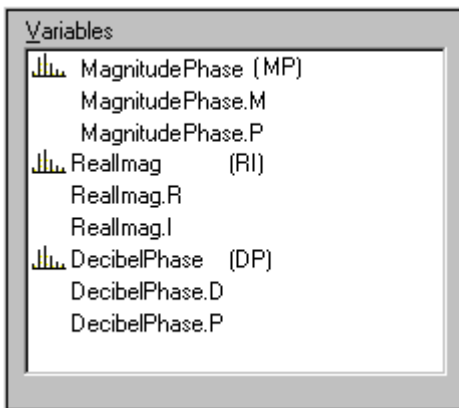 Variables
MagnitudePhase (MP)
MagnitudePhase.M
MagnitudePhase.P
RealImag (RI)
RealImag.R
RealImag.I
DecibelPhase (DP)
DecibelPhase.D
DecibelPhase.P